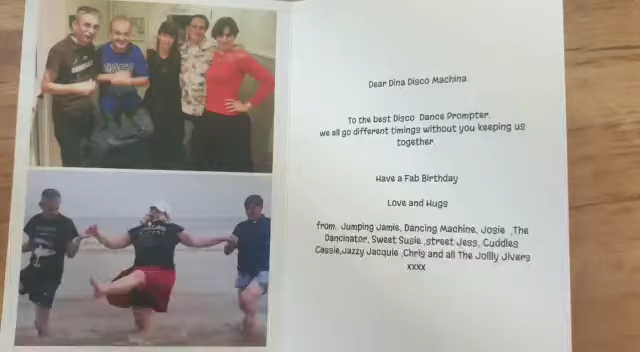 Dear Dina Disco Machina
To the best Disco Dance Prompter.
we all go different timings without you keeping us
together.
Have a Fab Birthday
Love and Hugs
from. Jumping Jamie, Dancing Machine, Josie ,The
Dancinator, Sweet Susie ,street Jess, Cuddles
Cassie,Jazzy Jacquie ,Chris and all The Jollly Jivers
xxxx